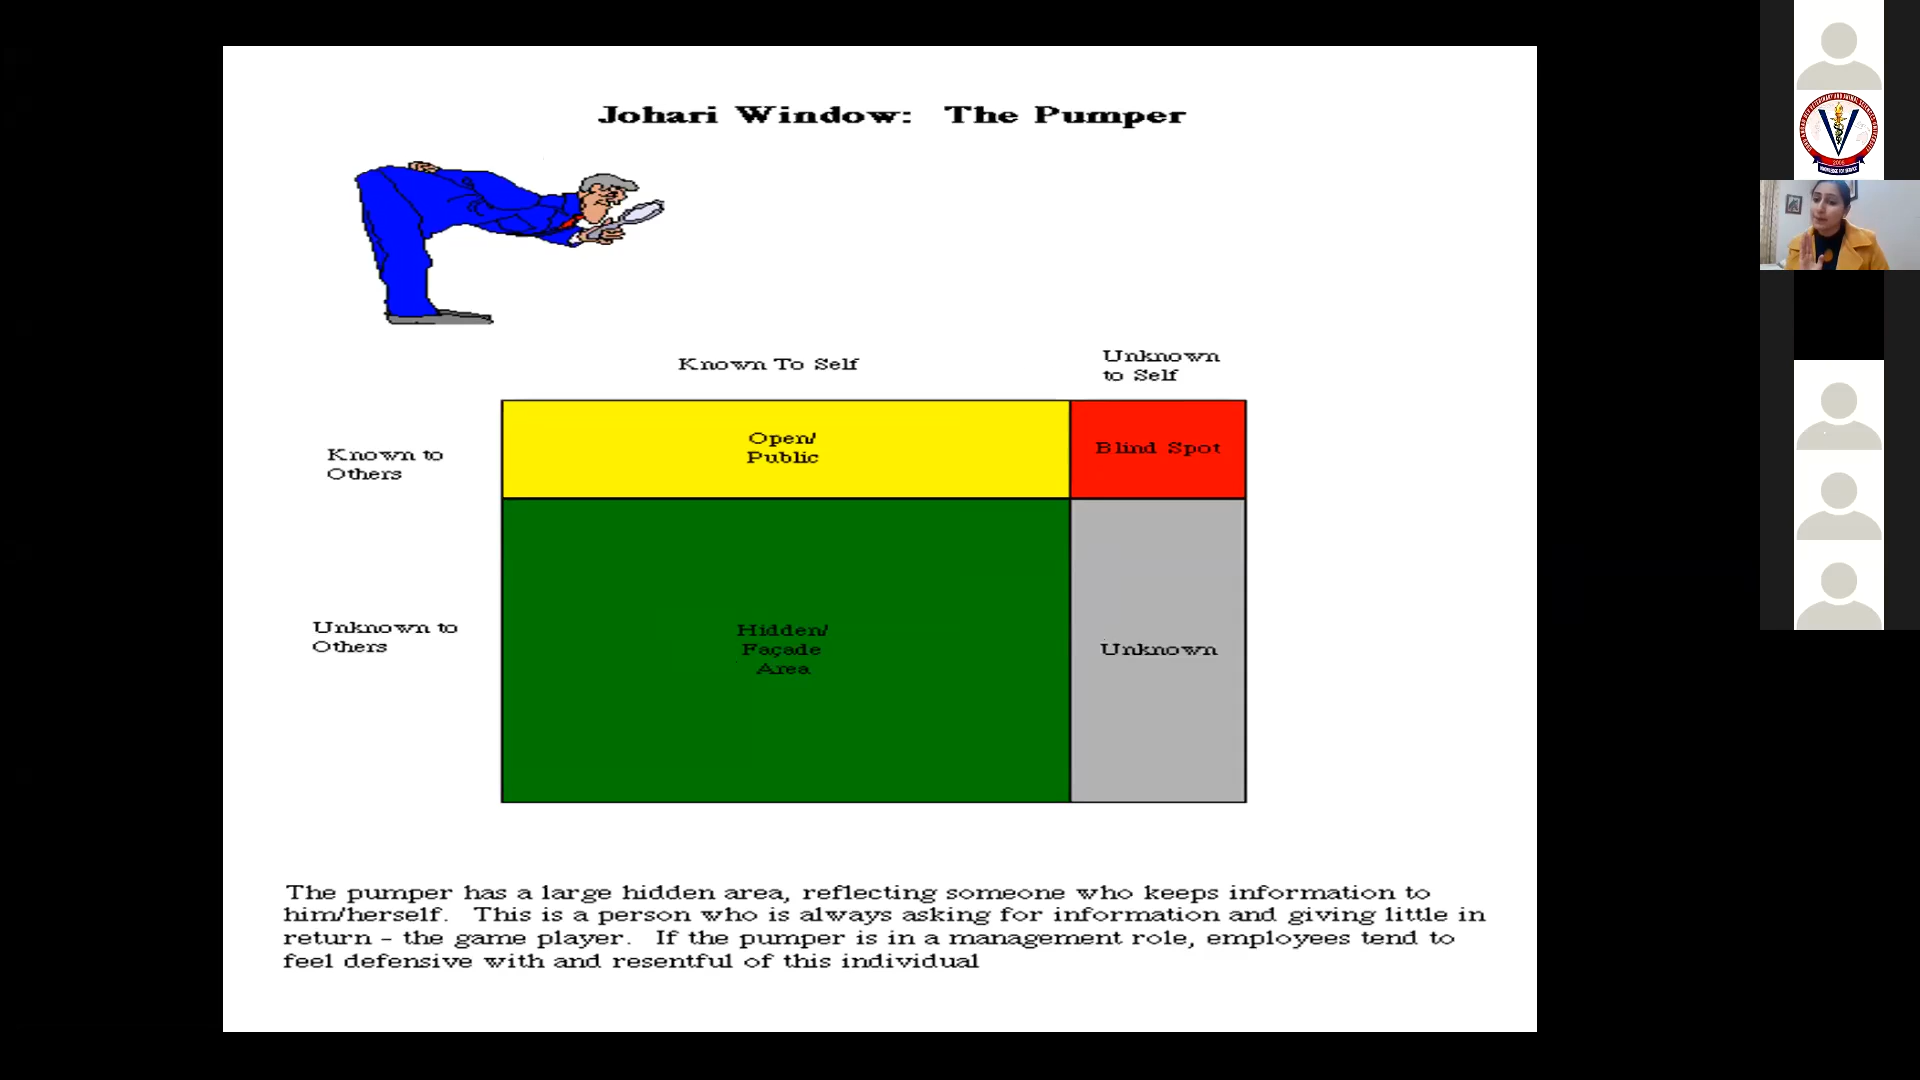 Johari Window: The Pumper
Known To Self
Unknown
to Self
Open/
Public
Blind Spot
Known to
Others
Hidden/
Façade
Area
Unknown
Unknown to
Others
The pumper has a large hidden area, reflecting someone who keeps information to
him/herself. This is a person who is always asking for information and giving little in
return - the game player. If the pumper is in a management role, employees tend to
feel defensive with and resentful of this individual